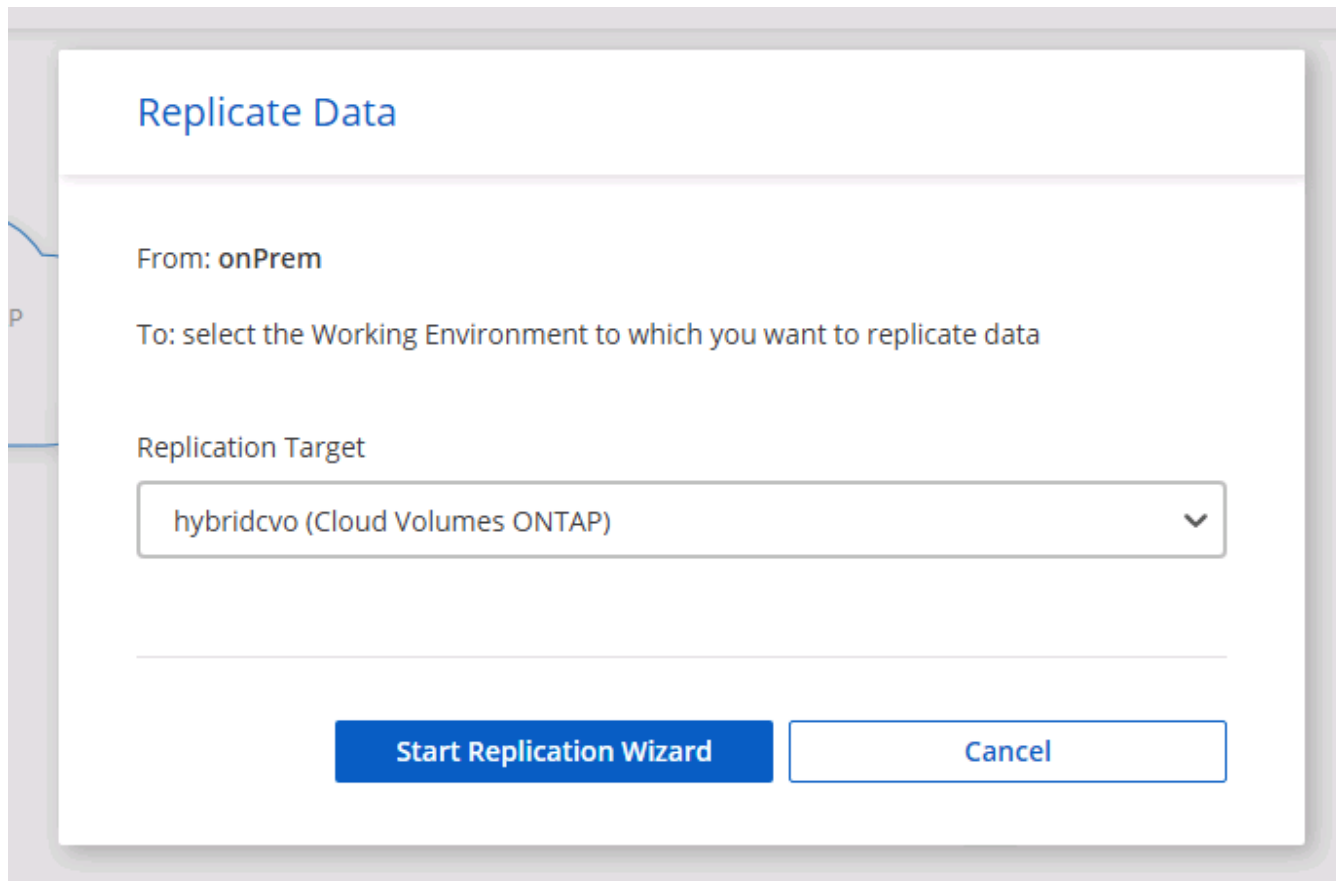 Replicate Data
From: onPrem
P
To: select the Working Environment to which you want to replicate data
Replication Target
hybridcvo (Cloud Volumes ONTAP)
Start Replication Wizard
Cancel